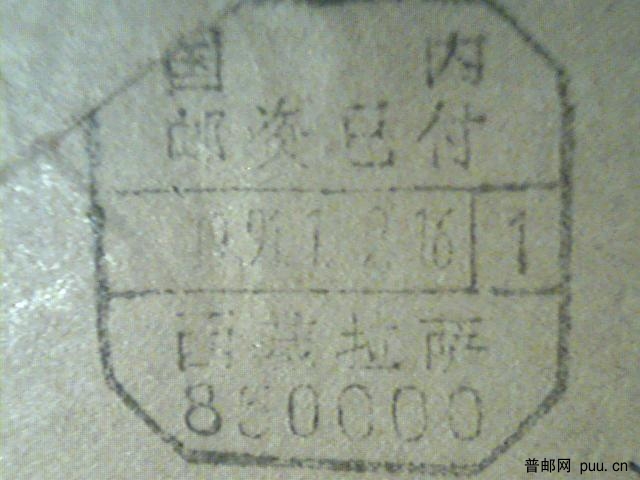 国 内
邮资已付
1
西藏拉萨
850000
普邮网 puu.cn